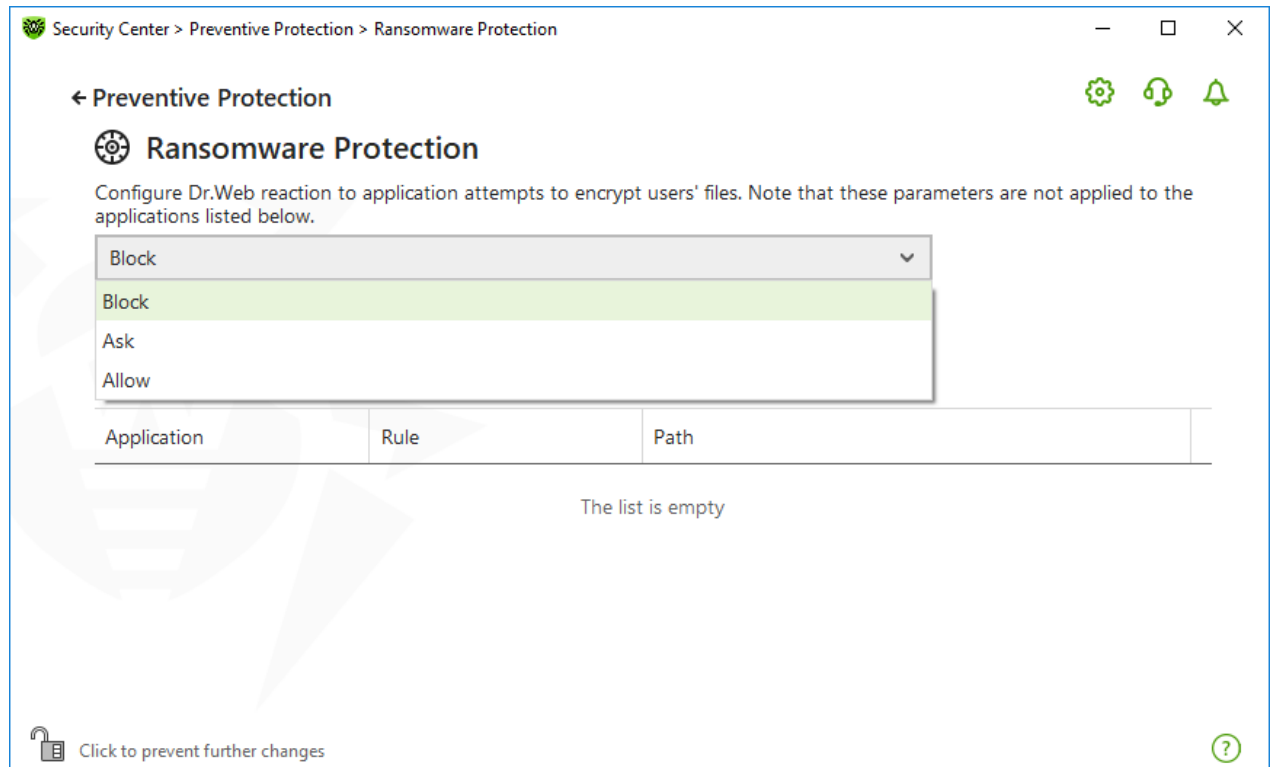 Security Center > Preventive Protection > Ransomware Protection
Preventive Protection
Ransomware Protection
Configure Dr.Web reaction to application attempts to encrypt users' files. Note that these parameters are not applied to the
applications listed below.
Block
Block
Ask
Allow
Application Rule Path
The list is empty
Click to prevent further changes
?